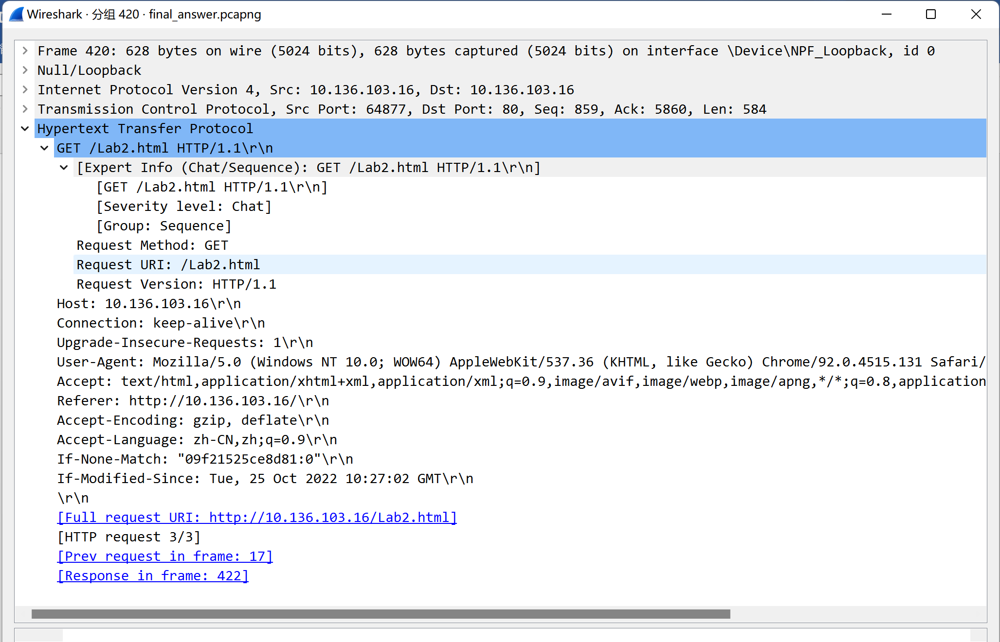 Wireshark · 分组 420 · final_answer.pcapng
Frame 420: 628 bytes on wire (5024 bits), 628 bytes captured (5024 bits) on interface \Device\NPF_Loopback, id 0
Null/Loopback
Internet Protocol Version 4, Src: 10.136.103.16, Dst: 10.136.103.16
Transmission Control Protocol, Src Port: 64877, Dst Port: 80, Seq: 859, Ack: 5860, Len: 584
Hypertext Transfer Protocol
GET /Lab2.html HTTP/1.1\r\n
[Expert Info (Chat/Sequence): GET /Lab2.html HTTP/1.1\r\n]
[GET /Lab2.html HTTP/1.1\r\n]
[Severity level: Chat]
[Group: Sequence]
Request Method: GET
Request URI: /Lab2.html
Request Version: HTTP/1.1
Host: 10.136.103.16\r\n
Connection: keep-alive\r\n
Upgrade-Insecure-Requests: 1\r\n
User-Agent: Mozilla/5.0 (Windows NT 10.0; WOW64) AppleWebKit/537.36 (KHTML, like Gecko) Chrome/92.0.4515.131 Safari/
Accept: text/html,application/xhtml+xml,application/xml;q=0.9,image/avif,image/webp,image/apng,*/*;q=0.8,application
Referer: http://10.136.103.16/\r\n
Accept-Encoding: gzip, deflate\r\n
Accept-Language: zh-CN,zh;q=0.9\r\n
If-None-Match: "09f21525ce8d81:0"\r\n
If-Modified-Since: Tue, 25 Oct 2022 10:27:02 GMT\r\n
\r\n
[Full request URI: http://10.136.103.16/Lab2.html]
[HTTP request 3/3]
[Prev request in frame: 17]
[Response in frame: 422]